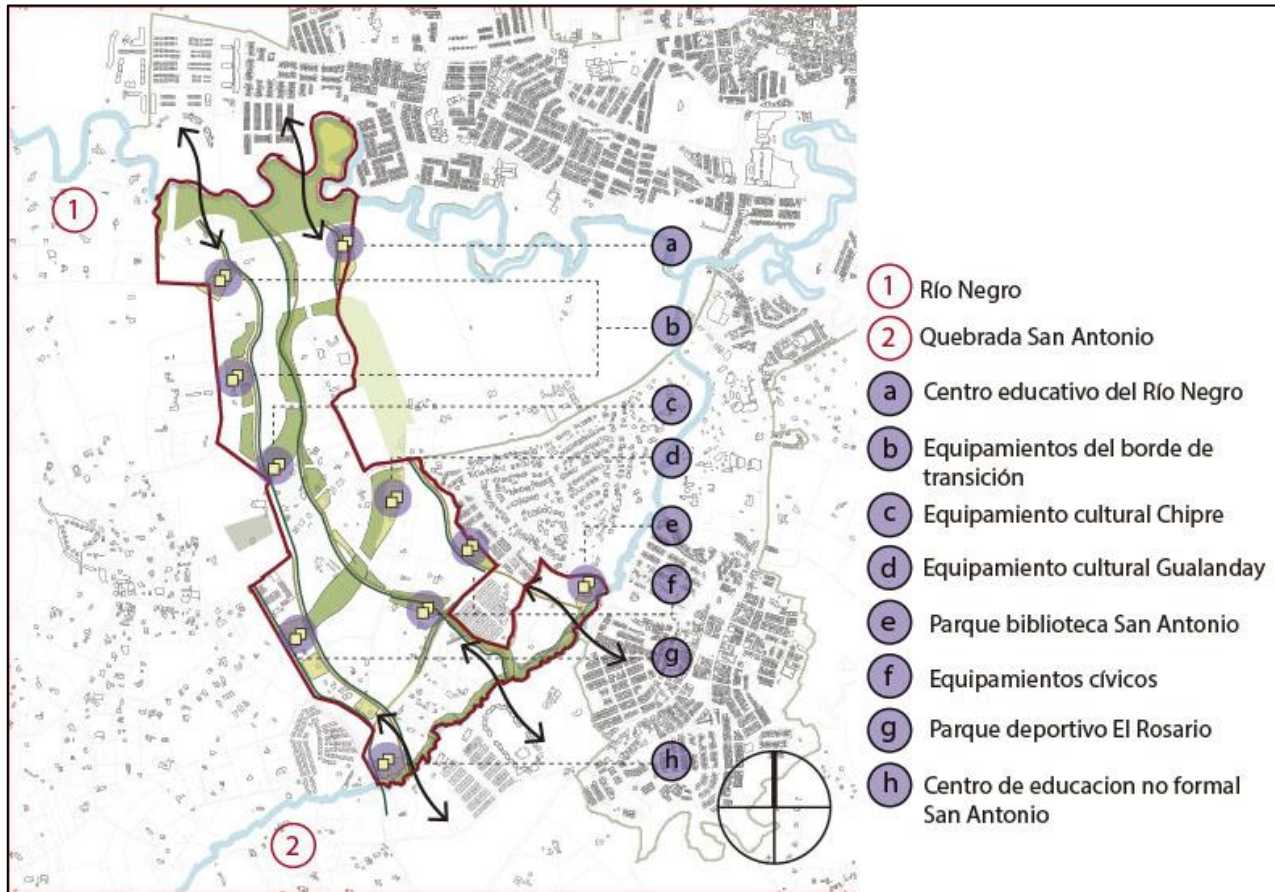 1
a
b
c
d
e
f
g
h
2
1 Río Negro
2 Quebrada San Antonio
a Centro educativo del Río Negro
b Equipamientos del borde de
transición
c Equipamiento cultural Chipre
d Equipamiento cultural Gualanday
e Parque biblioteca San Antonio
f Equipamientos cívicos
g Parque deportivo El Rosario
h Centro de educacion no formal
San Antonio